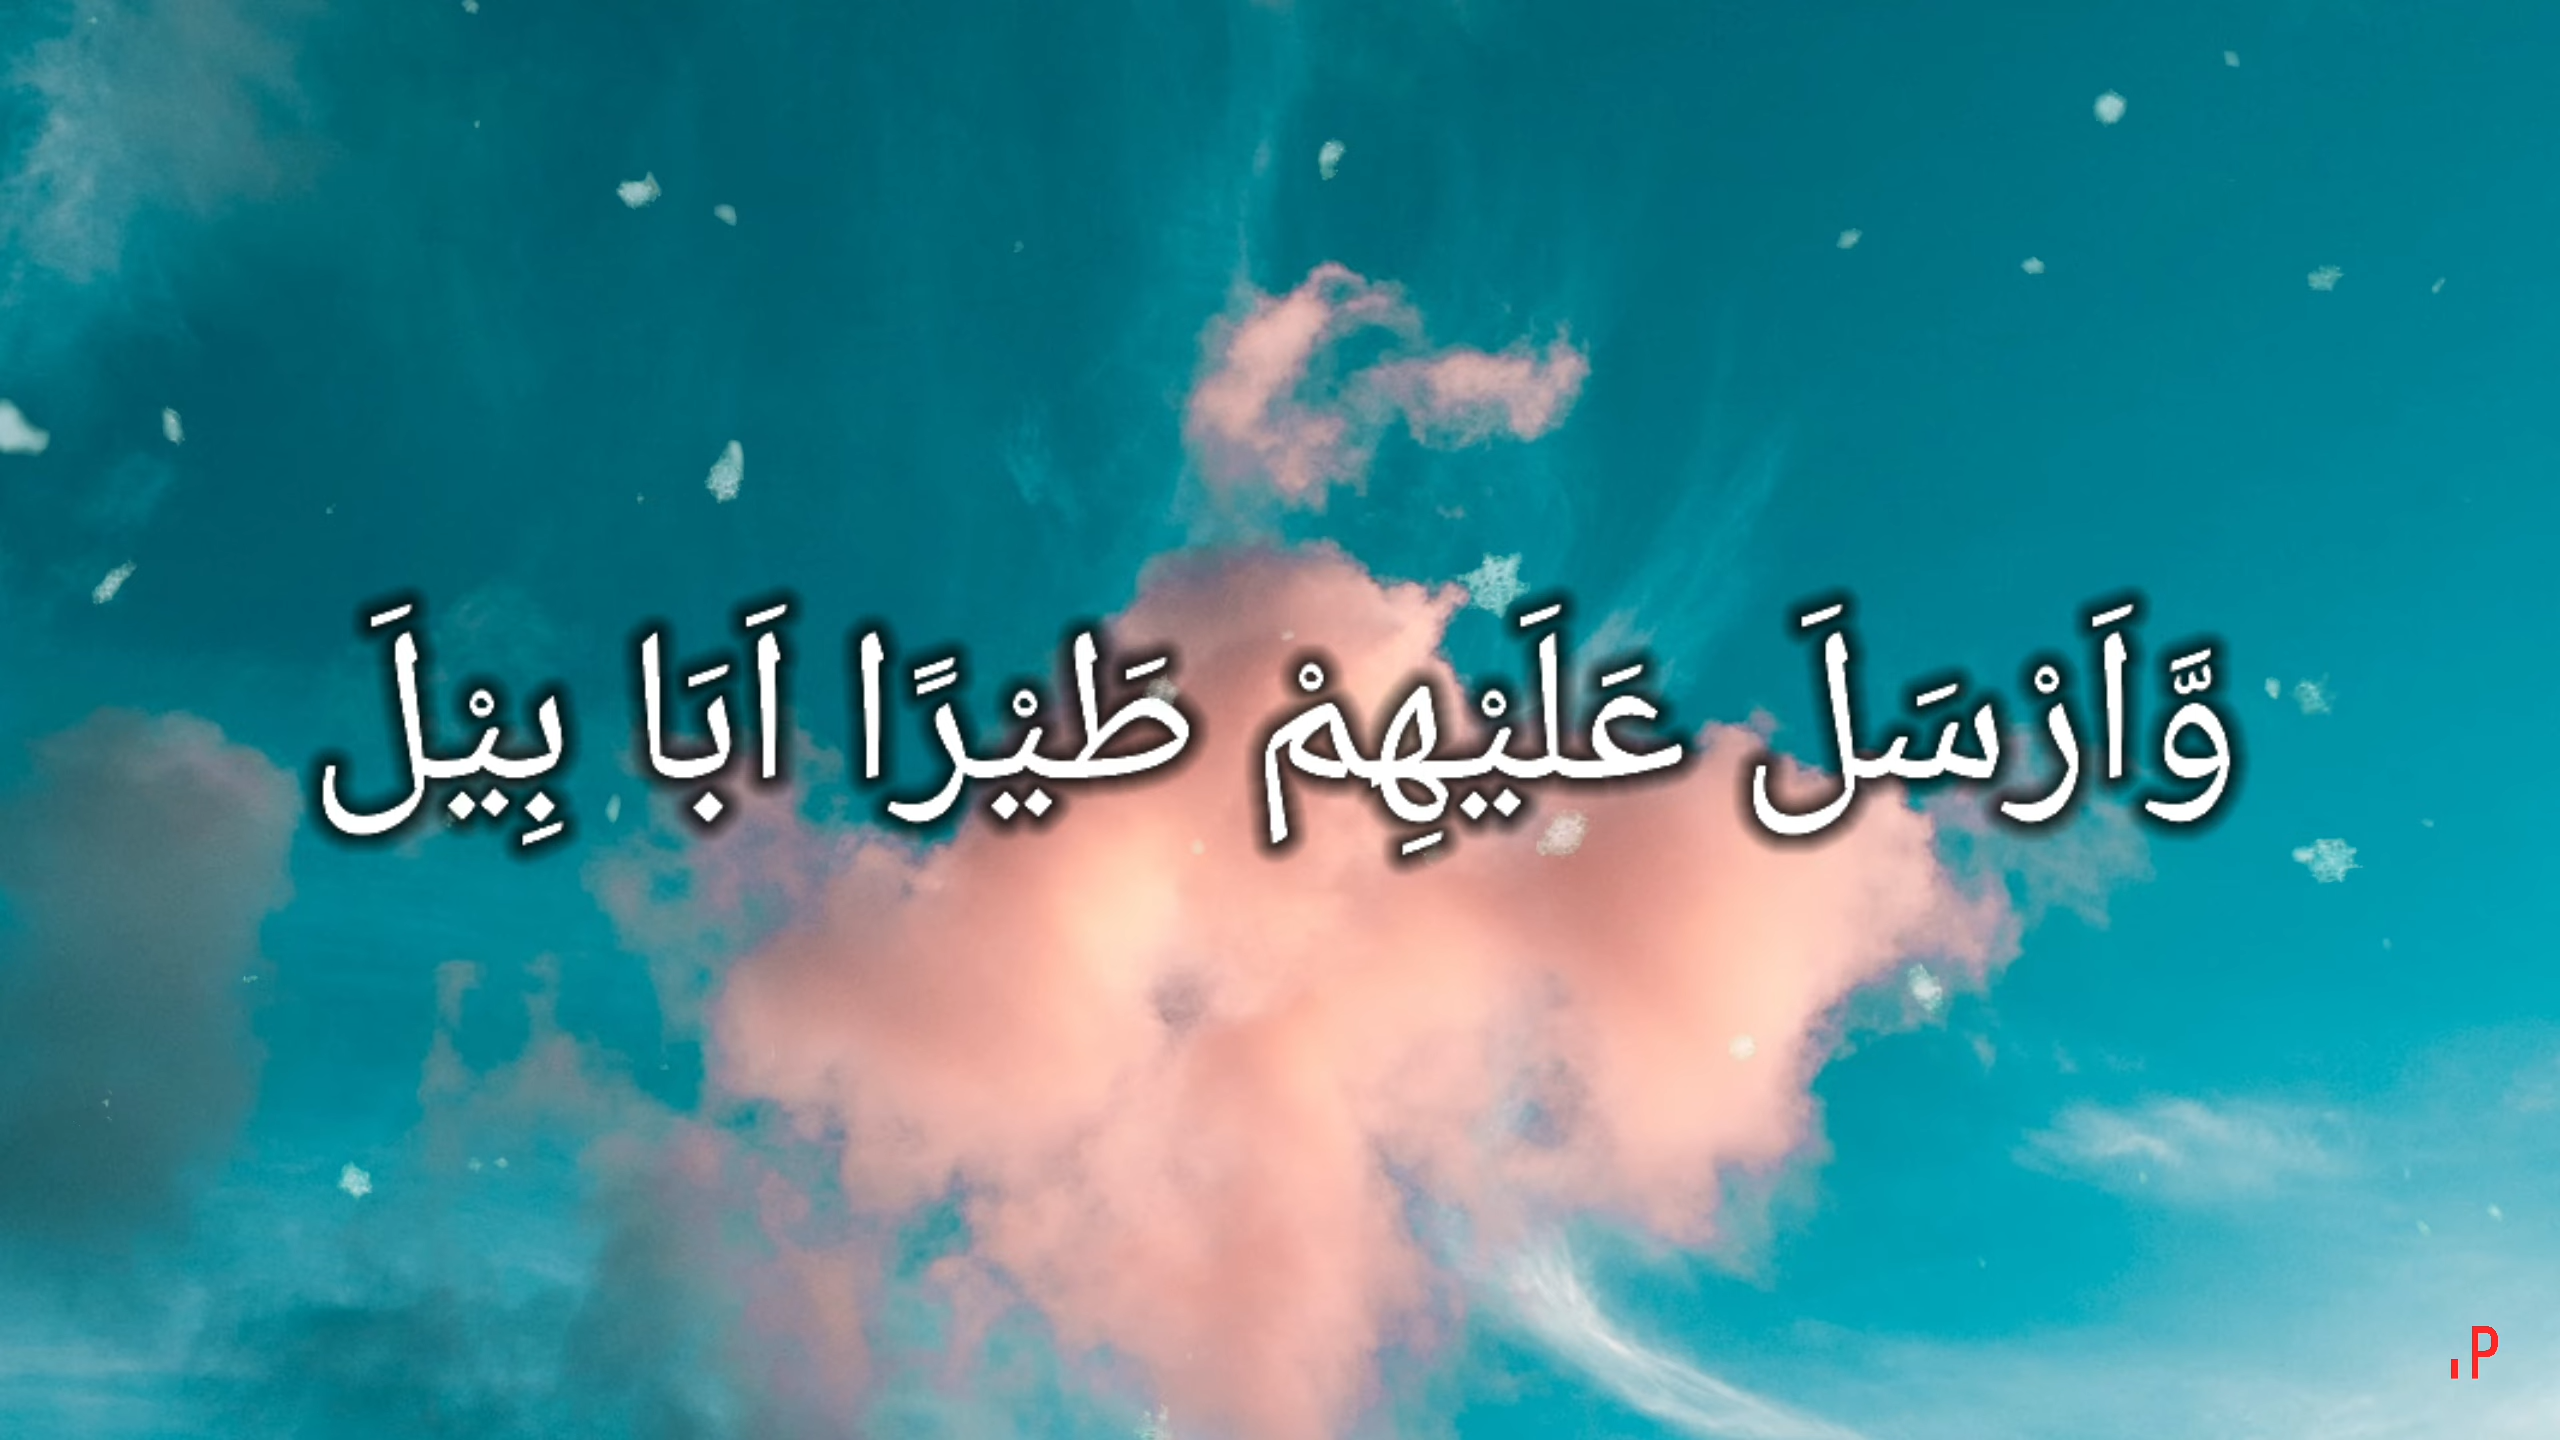 وَّاَرْسَلَ عَلَيْهِمْ طَيْرًا اَبَا بِيْلَ